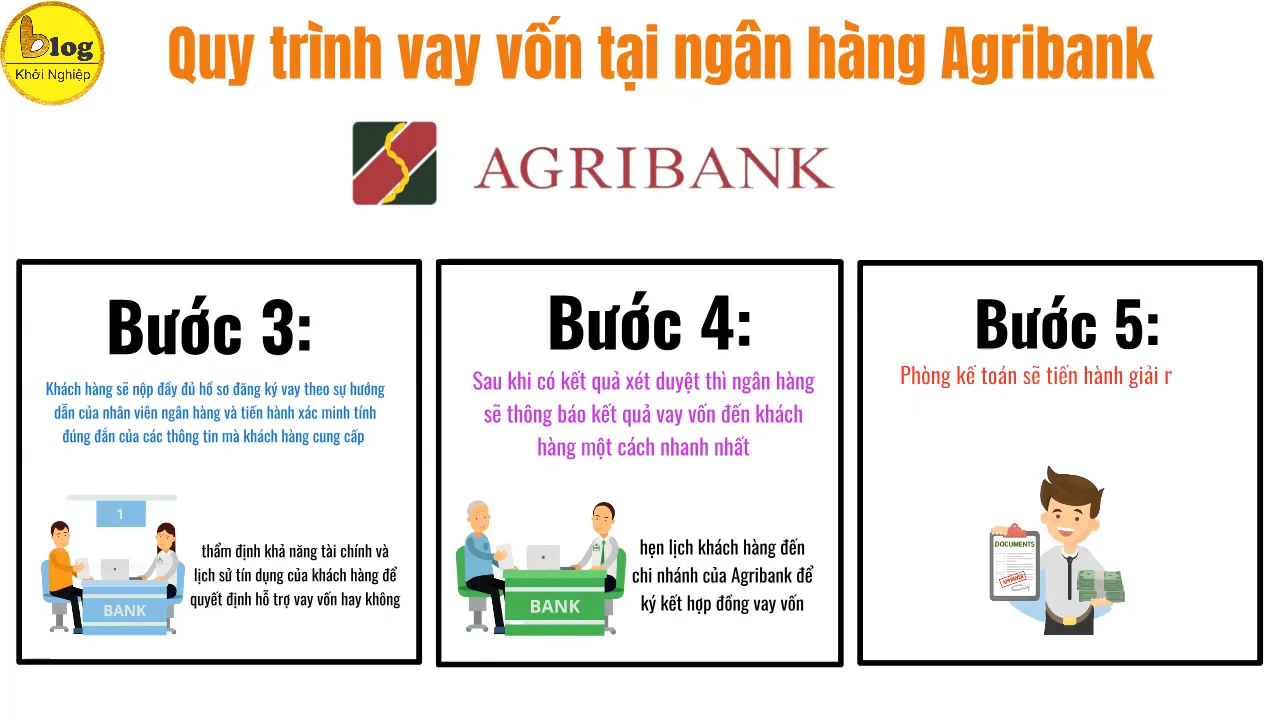 blog
Khởi Nghiệp
Quy trình vay vốn tại ngân hàng Agribank
AGRIBANK
Bước 3:
Khách hàng sẽ nộp đầy đủ hồ sơ đăng ký vay theo sự hướng
dẫn của nhân viên ngân hàng và tiến hành xác minh tính
đúng đắn của các thông tin mà khách hàng cung cấp
1
BANK
thẩm định khả năng tài chính và
lịch sử tín dụng của khách hàng để
quyết định hỗ trợ vay vốn hay không
Bước 4:
Sau khi có kết quả xét duyệt thì ngân hàng
sẽ thông báo kết quả vay vốn đến khách
hàng một cách nhanh nhất
BANK
hẹn lịch khách hàng đến
chi nhánh của Agribank để
ký kết hợp đồng vay vốn
Bước 5:
Phòng kế toán sẽ tiến hành giải r
DOCUMENTS
APPROVED